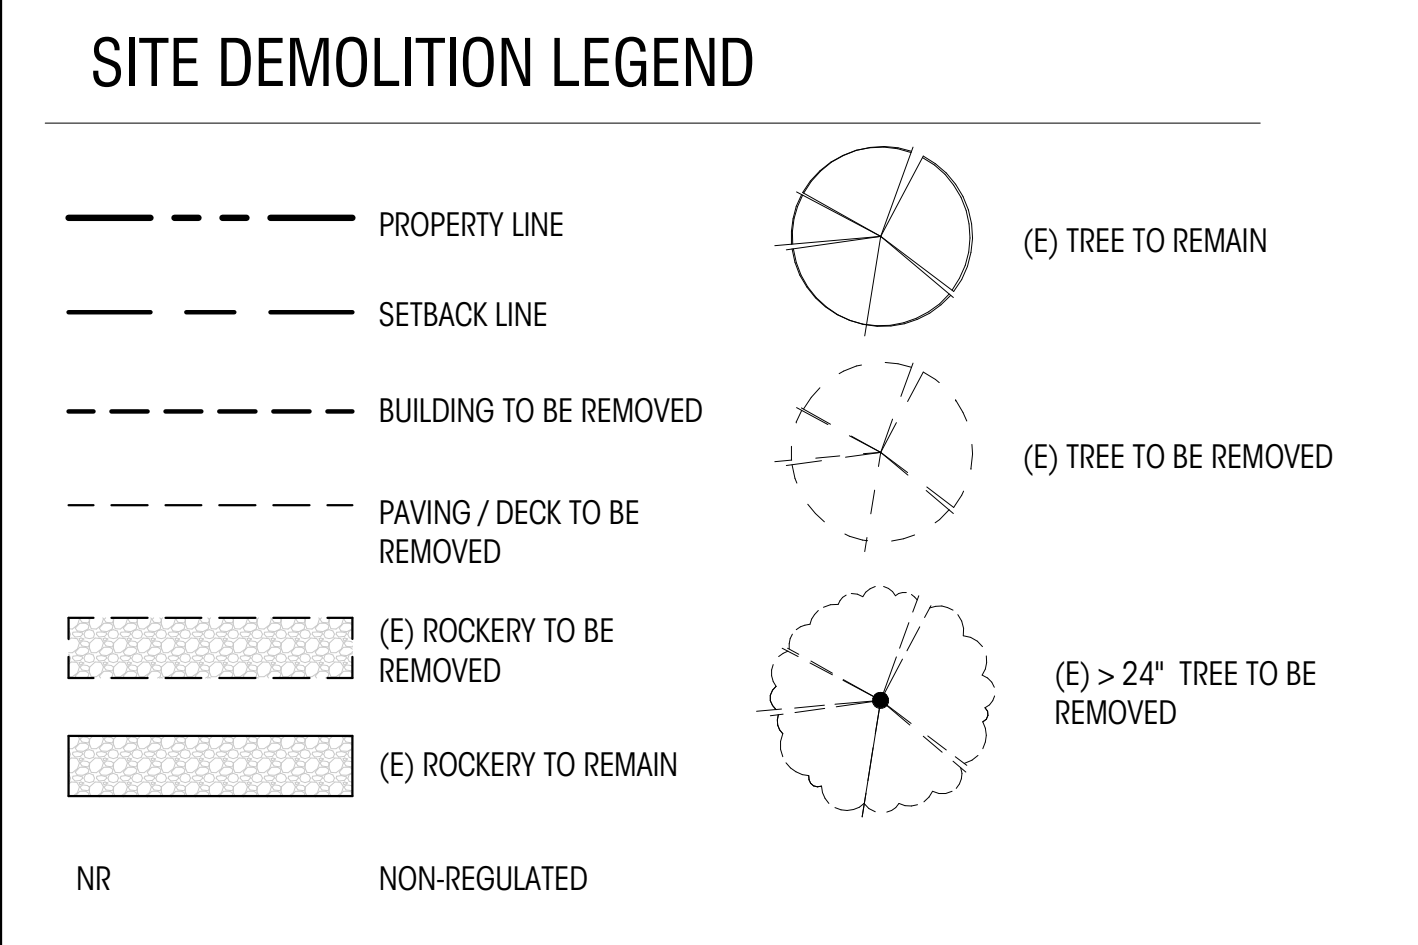 SITE DEMOLITION LEGEND
PROPERTY LINE
SETBACK LINE
BUILDING TO BE REMOVED
PAVING / DECK TO BE
REMOVED
(E) ROCKERY TO BE
REMOVED
(E) ROCKERY TO REMAIN
NR NON-REGULATED
(E) TREE TO REMAIN
(E) TREE TO BE REMOVED
(E) > 24" TREE TO BE
REMOVED